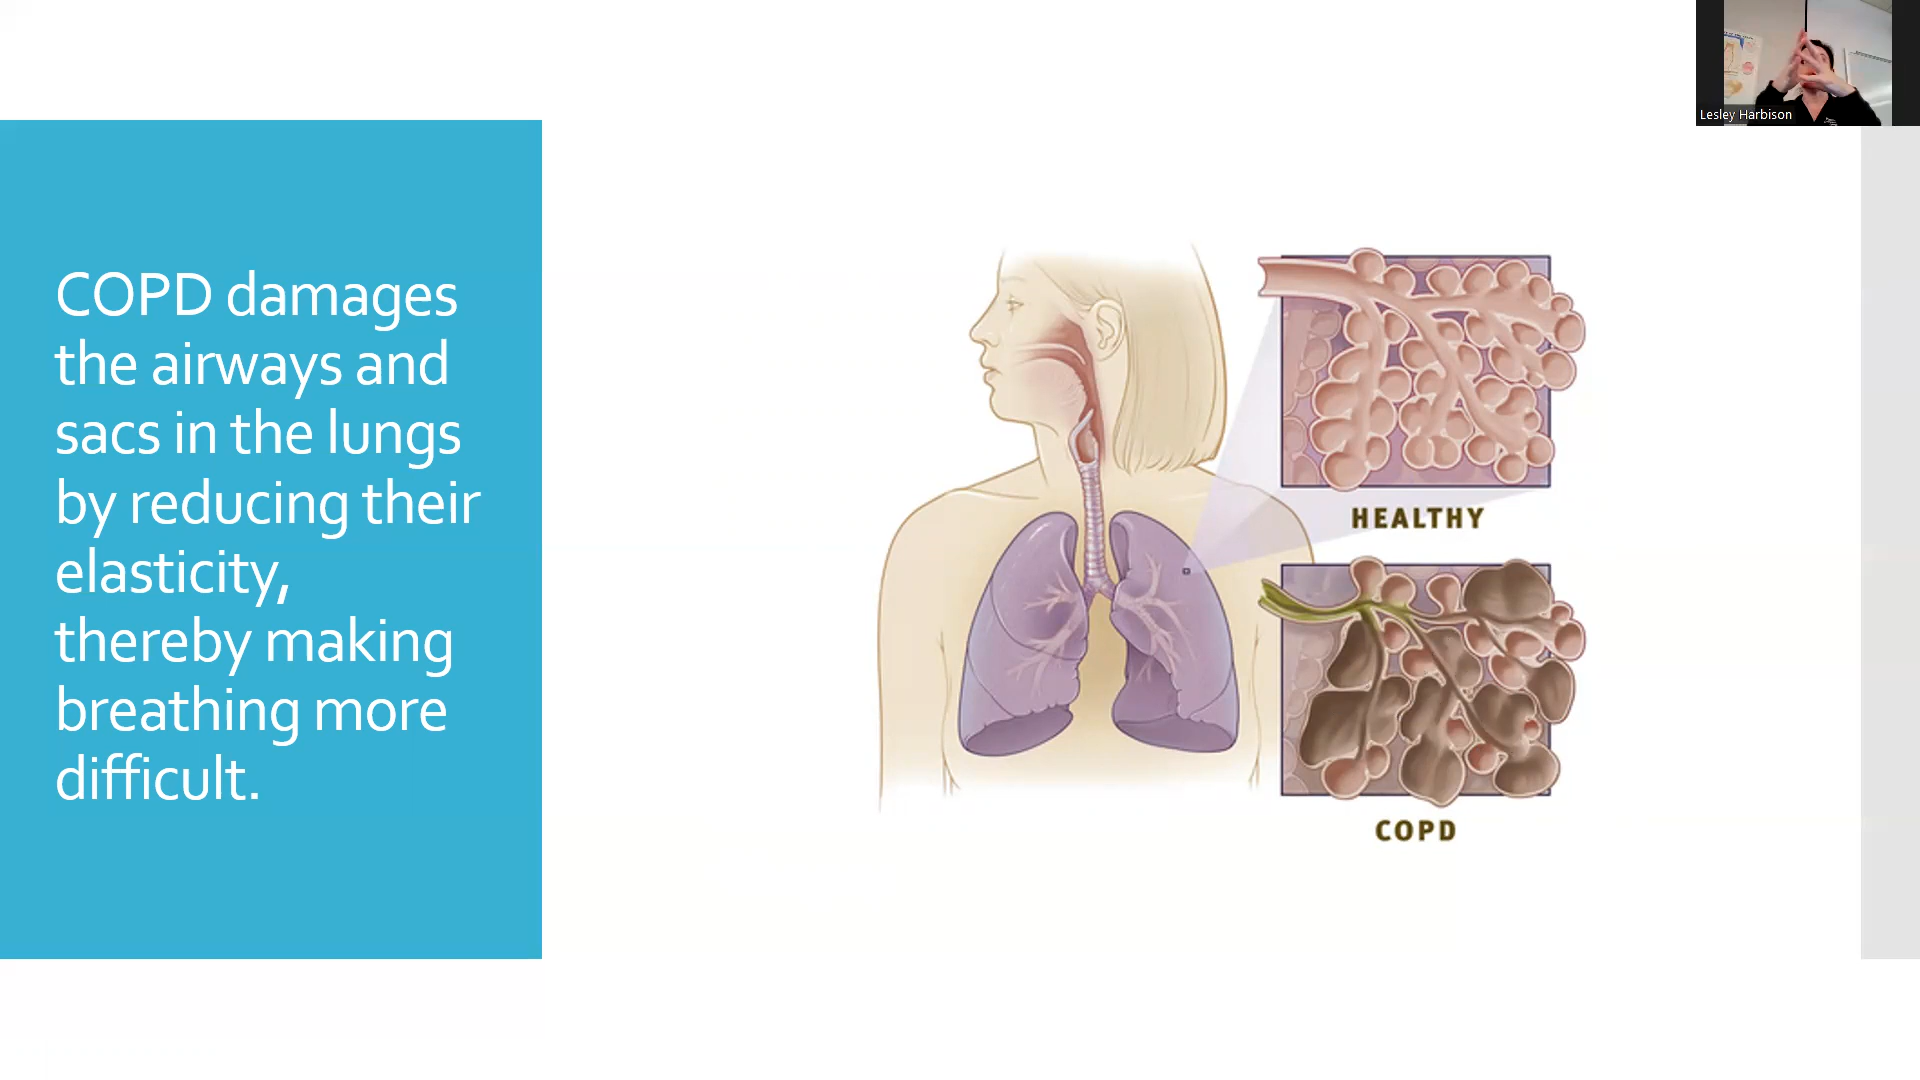 Lesley Harbison
COPD damages
the airways and
sacs in the lungs
by reducing their
elasticity,
thereby making
breathing more
difficult.
HEALTHY
COPD